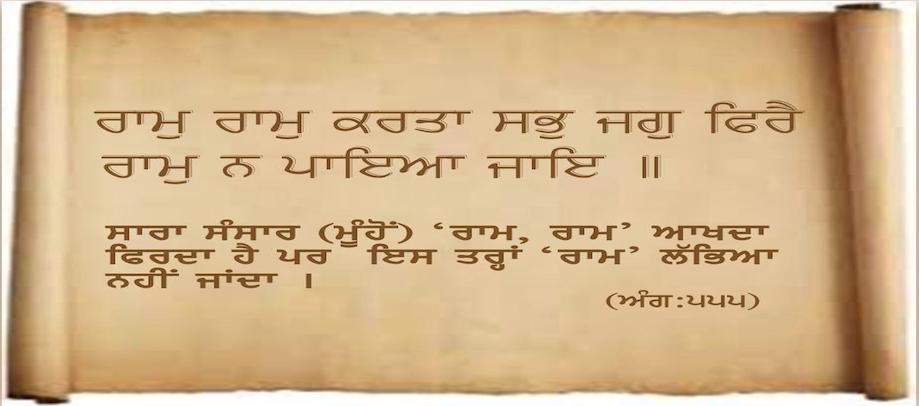 ਰਾਮੁ ਰਾਮੁ ਕਰਤਾ ਸਭੁ ਜਗੁ ਫਿਰੈ
ਰਾਮੁ ਨ ਪਾਇਆ ਜਾਇ ॥
ਸਾਰਾ ਸੰਸਾਰ (ਮੂੰਹੋਂ) ‘ਰਾਮ, ਰਾਮ’ ਆਖਦਾ
ਫਿਰਦਾ ਹੈ ਪਰ ਇਸ ਤਰ੍ਹਾਂ ‘ਰਾਮ’ ਲੱਭਿਆ
ਨਹੀਂ ਜਾਂਦਾ ।
(ਅੰਗ:੫੫੫)